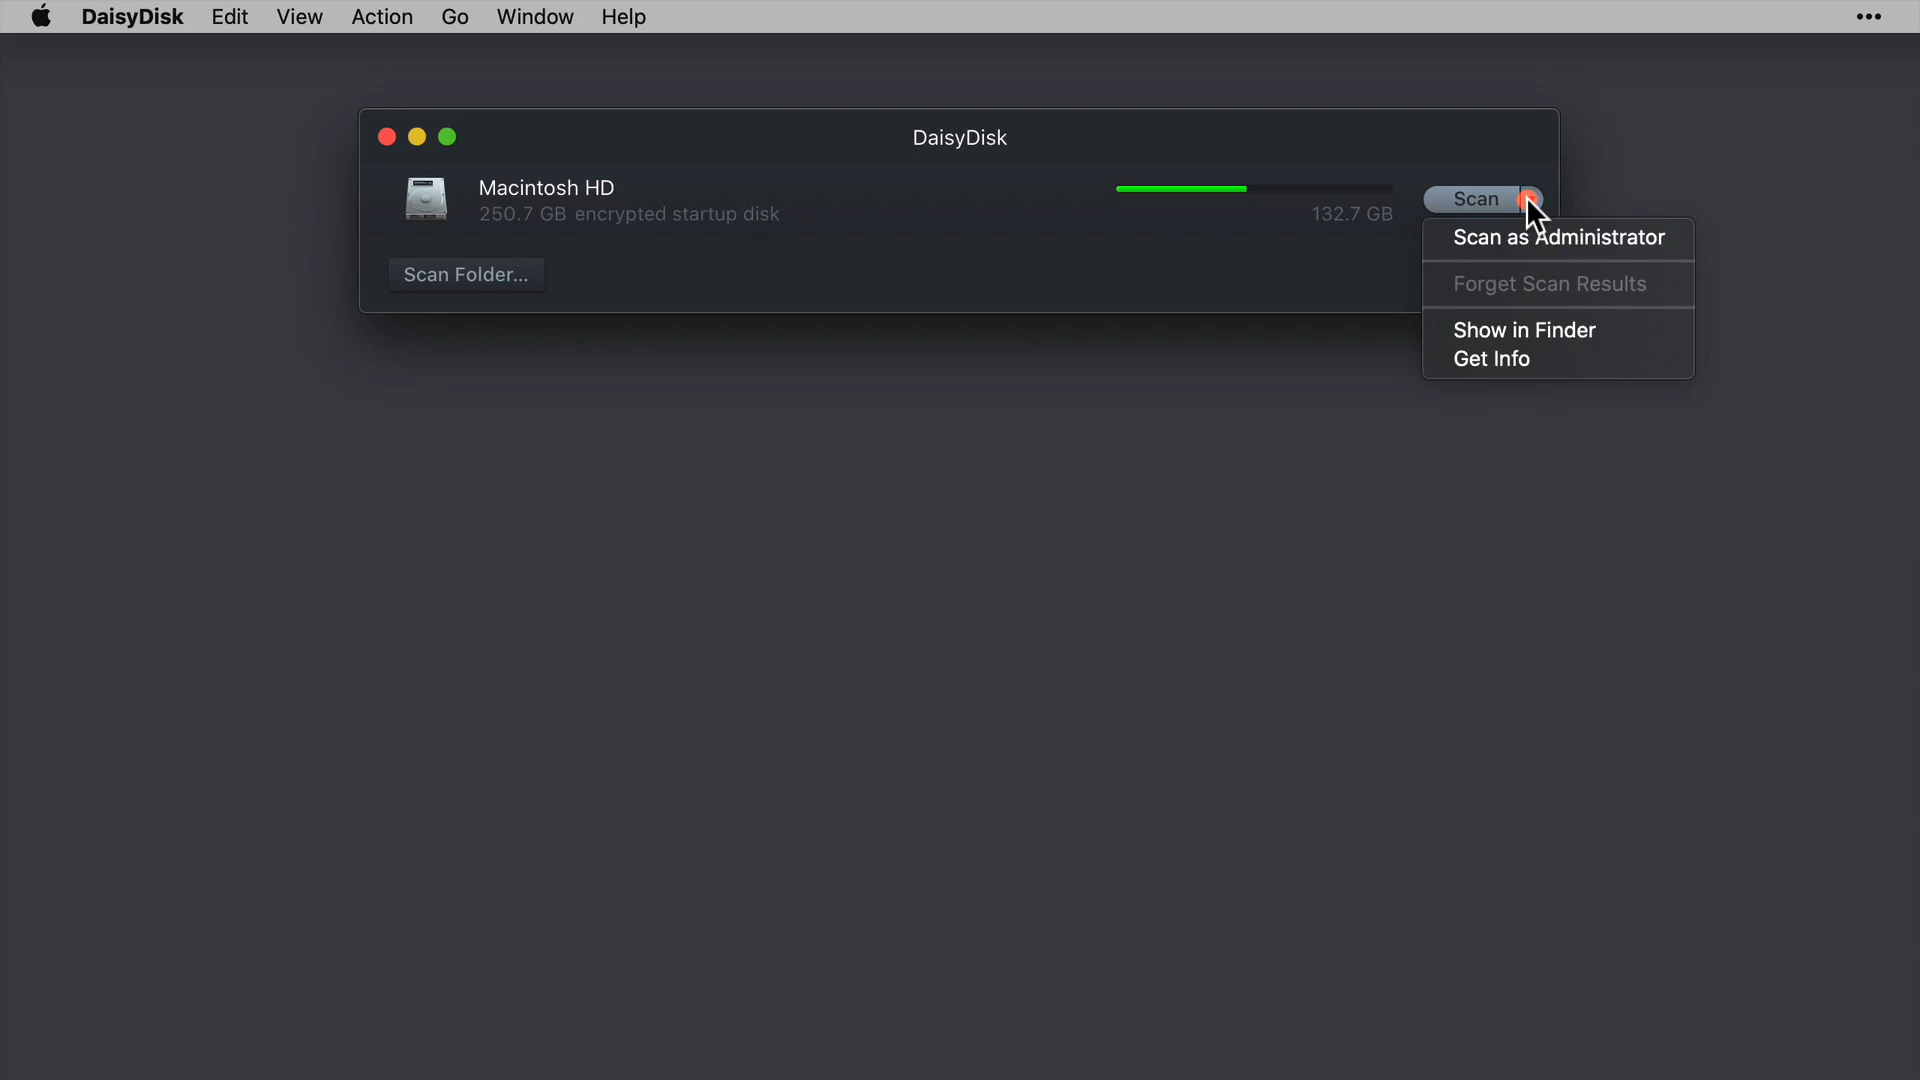 DaisyDisk Edit View Action Go Window Help •••
DaisyDisk
Macintosh HD
250.7 GB encrypted startup disk
132.7 GB
Scan
Scan Folder...
Scan as Administrator
Forget Scan Results
Show in Finder
Get Info